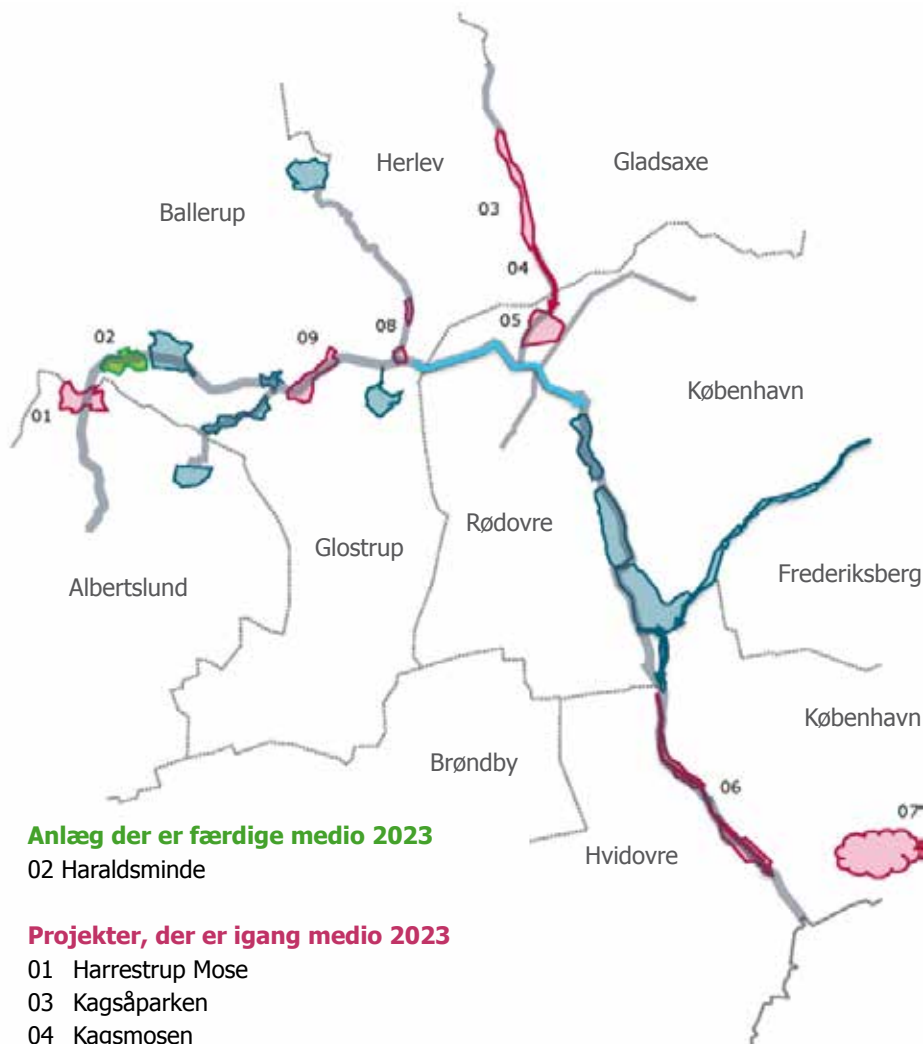 Herlev
Gladsaxe
Ballerup
03
04
05
02
09
08
01
København
Rødovre
Glostrup
Frederiksberg
Albertslund
København
Brøndby
06
07
Hvidovre
Anlæg der er færdige medio 2023
02 Haraldsminde
Projekter, der er igang medio 2023
01 Harrestrup Mose
03 Kagsåparken
04 Kagsmosen